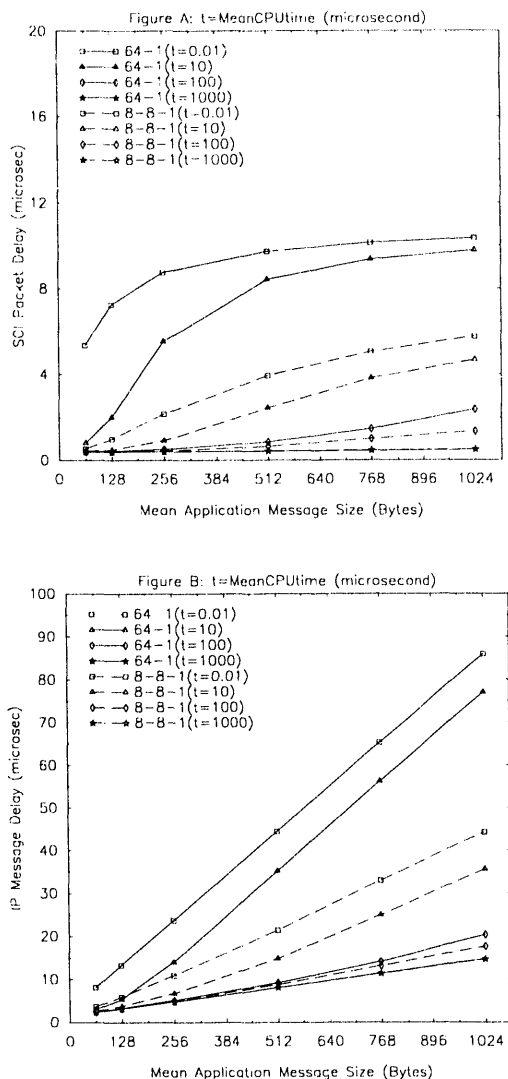 Figure A: t=MeanCPUtime (microsecond)
20
16
12
8
4
0
SCI Packet Delay (microsec)
64-1(t=0.01)
64-1(t=10)
64-1(t=100)
64-1(t=1000)
8-8-1(t=0.01)
8-8-1(t=10)
8-8-1(t=100)
8-8-1(t=1000)
0 128 256 384 512 640 768 896 1024
Mean Application Message Size (Bytes)
Figure B: t=MeanCPUtime (microsecond)
100
90
80
70
60
50
40
30
20
10
0
IP Message Delay (microsec)
64 1(t=0.01)
64-1(t=10)
64-1(t=100)
64-1(t=1000)
8-8-1(t=0.01)
8-8-1(t=10)
8-8-1(t=100)
8-8-1(t=1000)
0 128 256 384 512 640 768 896 1024
Mean Application Message Size (Bytes)